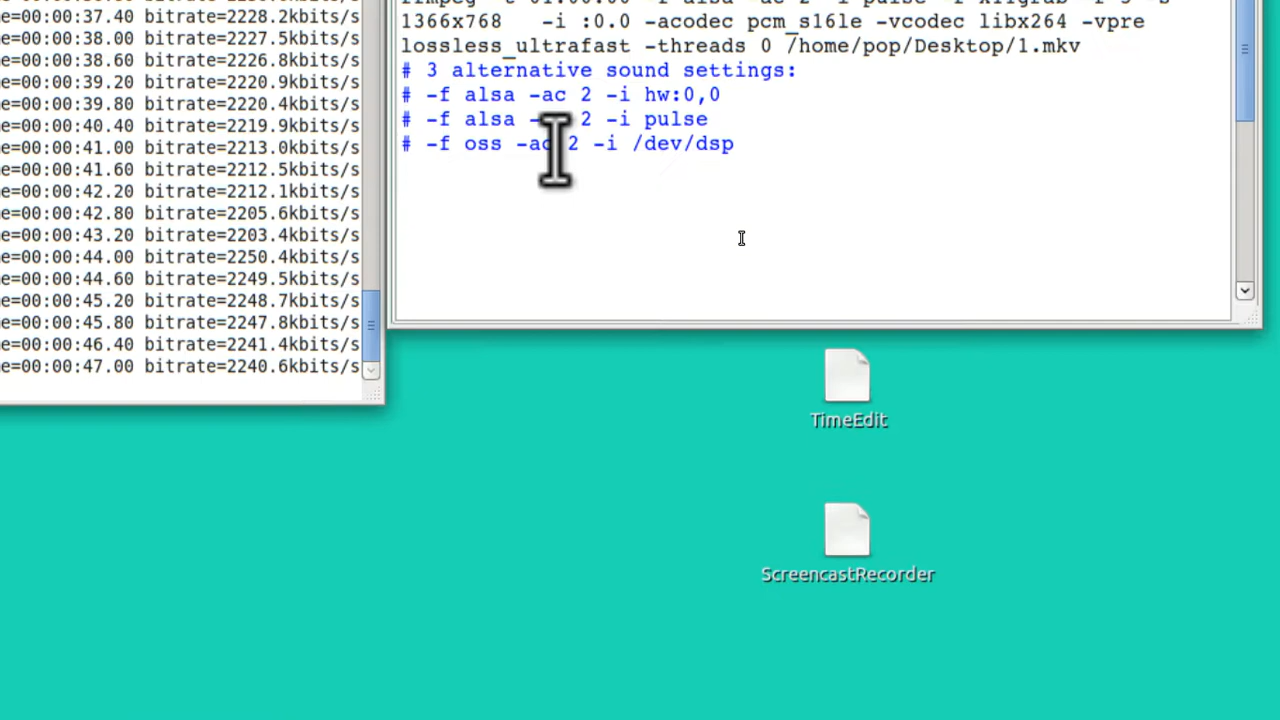 e=00:00:37.40 bitrate=2228.2kbits/s
e=00:00:38.00 bitrate=2227.5kbits/s
e=00:00:38.60 bitrate=2226.8kbits/s
e=00:00:39.20 bitrate=2220.9kbits/s
e=00:00:39.80 bitrate=2220.4kbits/s
e=00:00:40.40 bitrate=2219.9kbits/s
e=00:00:41.00 bitrate=2213.0kbits/s
e=00:00:41.60 bitrate=2212.5kbits/s
e=00:00:42.20 bitrate=2212.1kbits/s
e=00:00:42.80 bitrate=2205.6kbits/s
e=00:00:43.20 bitrate=2203.4kbits/s
e=00:00:44.00 bitrate=2250.4kbits/s
e=00:00:44.60 bitrate=2249.5kbits/s
e=00:00:45.20 bitrate=2248.7kbits/s
e=00:00:45.80 bitrate=2247.8kbits/s
e=00:00:46.40 bitrate=2241.4kbits/s
e=00:00:47.00 bitrate=2240.6kbits/s
1366x768 -i :0.0 -acodec pcm_s16le -vcodec libx264 -vpre
lossless_ultrafast -threads 0 /home/pop/Desktop/1.mkv
# 3 alternative sound settings:
# -f alsa -ac 2 -i hw:0,0
# -f alsa - 2 -i pulse
# -f oss -ac 2 -i /dev/dsp
TimeEdit
ScreencastRecorder